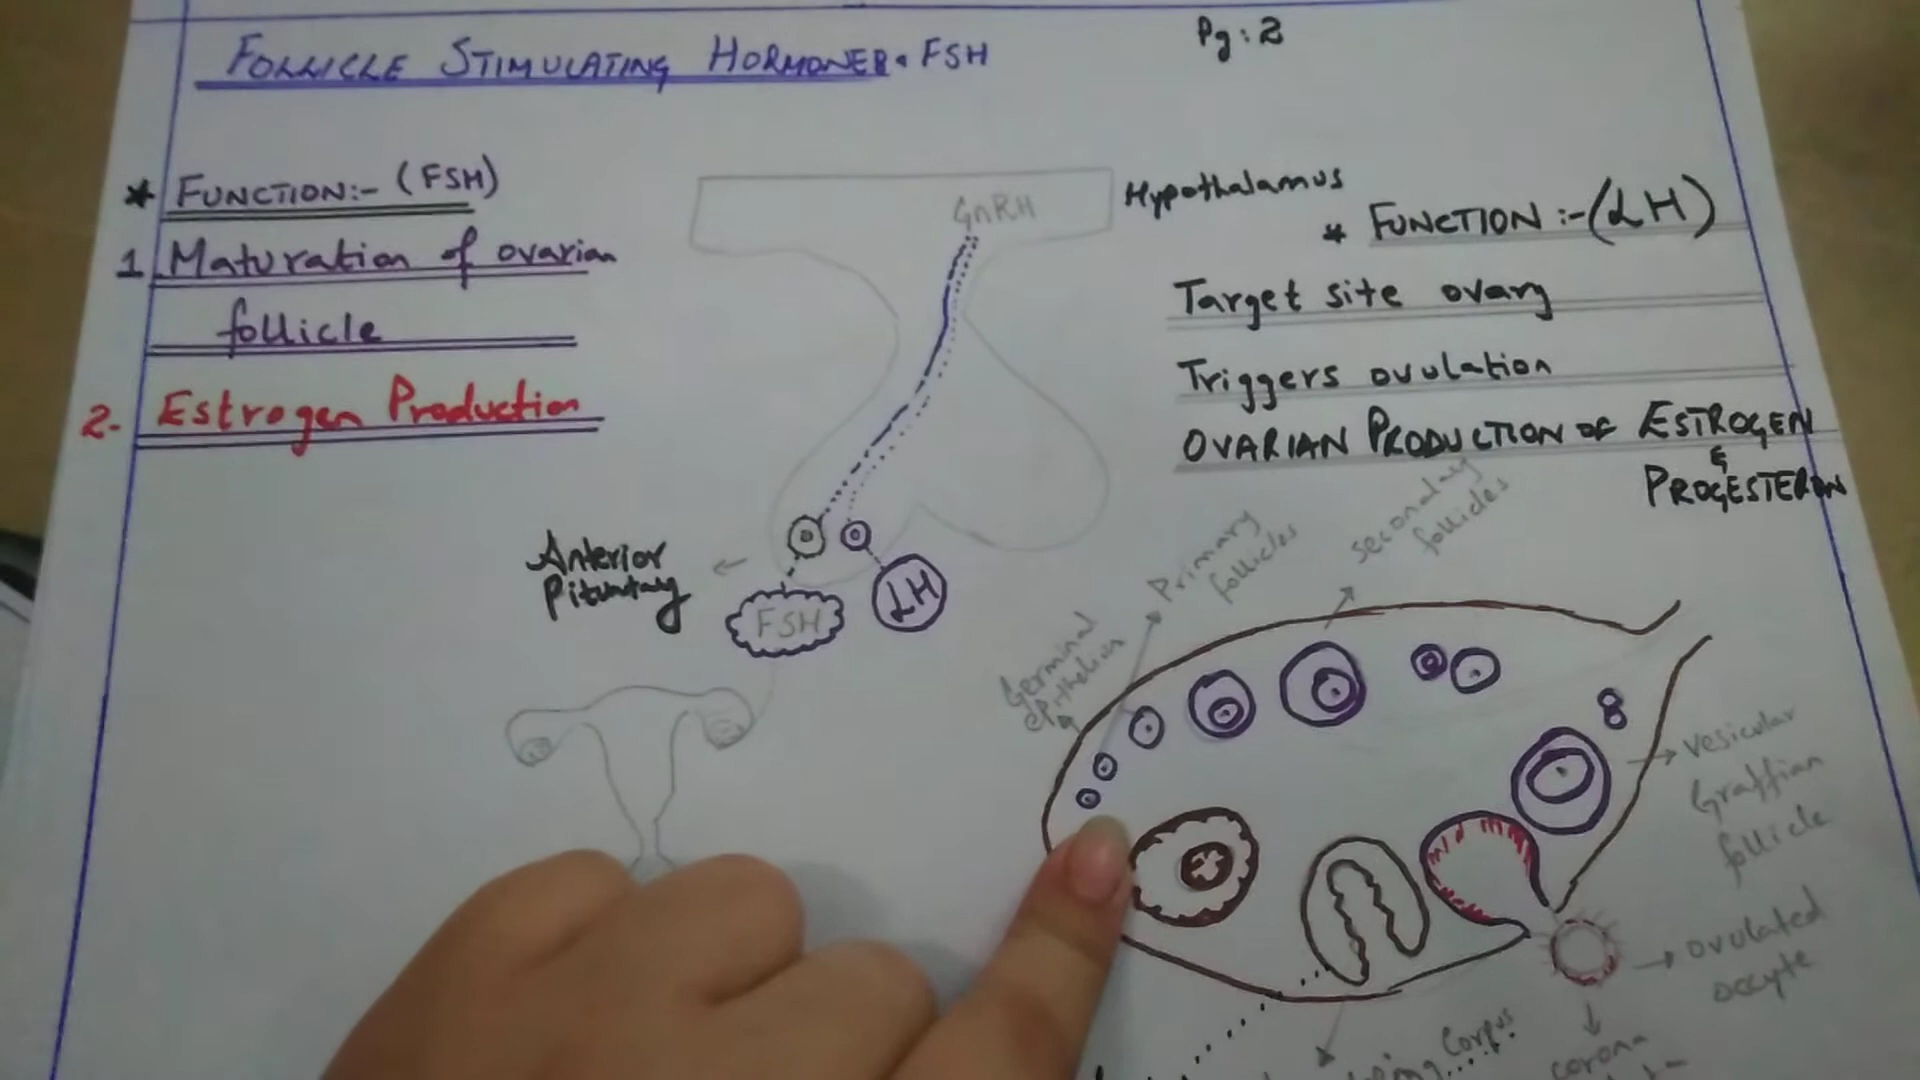 Pg: 2
FOLLICLE STIMULATING HORMONE & FSH
* FUNCTION:- (FSH)
1. Maturation of ovarian
follicle
2. Estrogen Production
GnRH
Hypothalamus
* FUNCTION :- (LH)
Target site ovary
Triggers ovulation
OVARIAN PRODUCTION OF ESTROGEN
&
PROGESTERON
Anterior
Pituitary
FSH
LH
Germinal
epithelium
Primary
follicles
secondary
follicles
vesicular
Graffian
follicle
ovulated
occyte
Corpus
corona